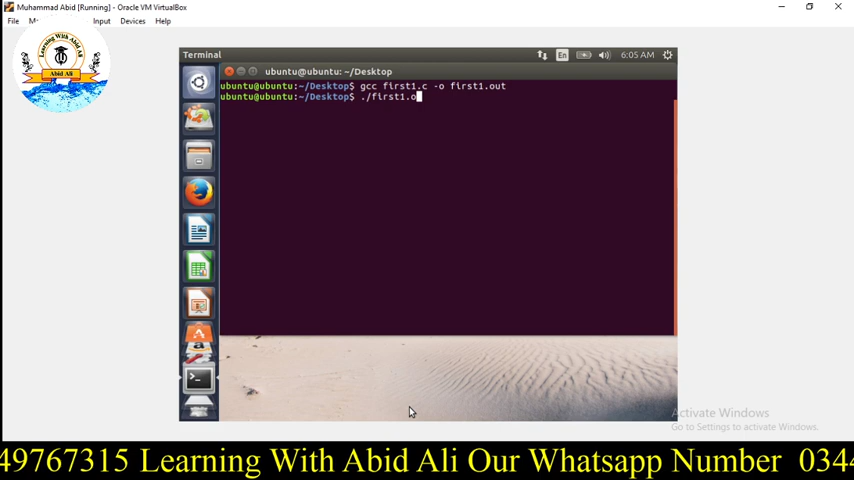 Muhammad Abid [Running] - Oracle VM VirtualBox
File
Input
Devices
Help
Learning With Abid Ali
Abid Ali
Terminal
En
6:05 AM
ubuntu@ubuntu: ~/Desktop
ubuntu@ubuntu:~/Desktop$ gcc first1.c -o first1.out
ubuntu@ubuntu:~/Desktop$ ./first1.o
Activate Windows
Go to Settings to activate Windows.
49767315 Learning With Abid Ali Our Whatsapp Number 034